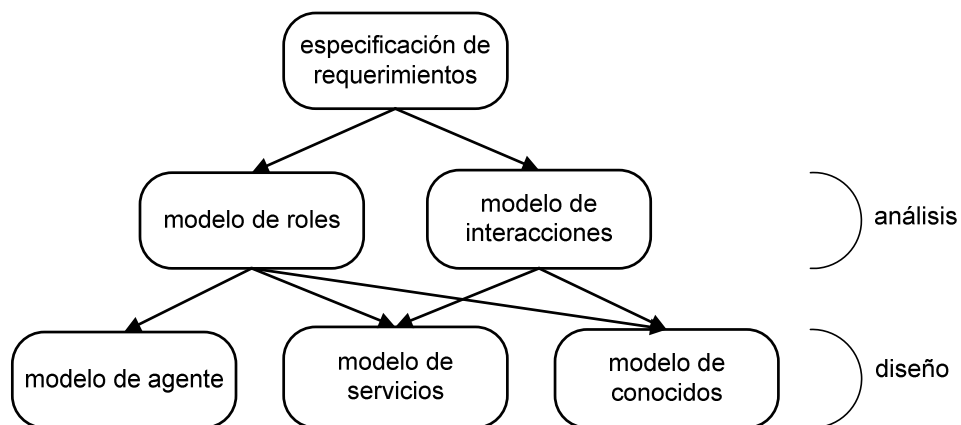 especificación de
requerimientos
modelo de roles
modelo de
interacciones
análisis
modelo de agente
modelo de
servicios
modelo de
conocidos
diseño